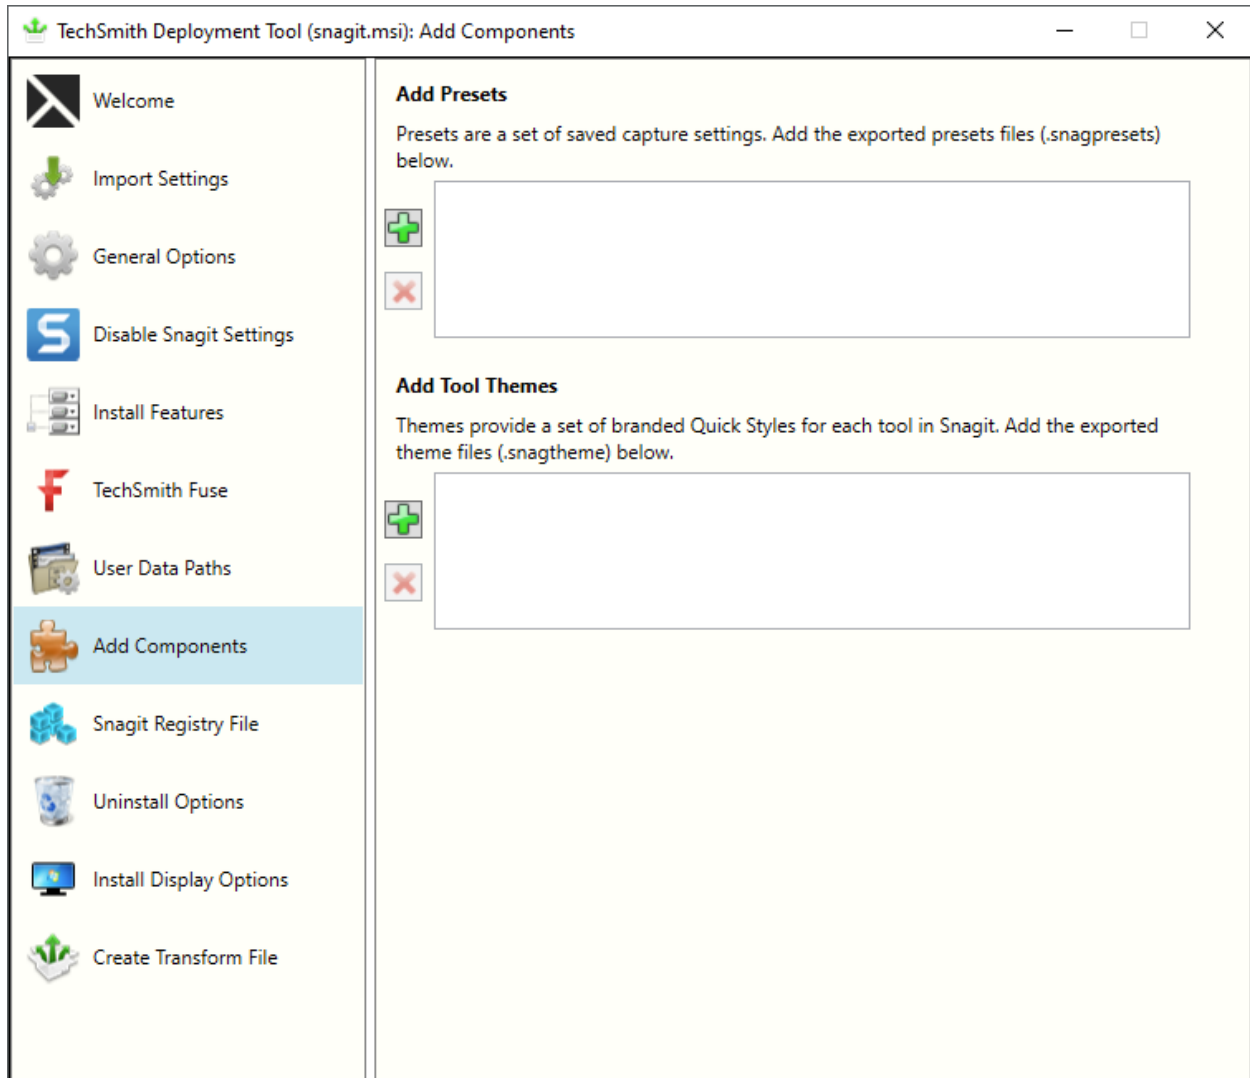 TechSmith Deployment Tool (snagit.msi): Add Components
Welcome
Import Settings
General Options
Disable Snagit Settings
Install Features
TechSmith Fuse
User Data Paths
Add Components
Snagit Registry File
Uninstall Options
Install Display Options
Create Transform File
Add Presets
Presets are a set of saved capture settings. Add the exported presets files (.snagpresets)
below.
Add Tool Themes
Themes provide a set of branded Quick Styles for each tool in Snagit. Add the exported
theme files (.snagtheme) below.